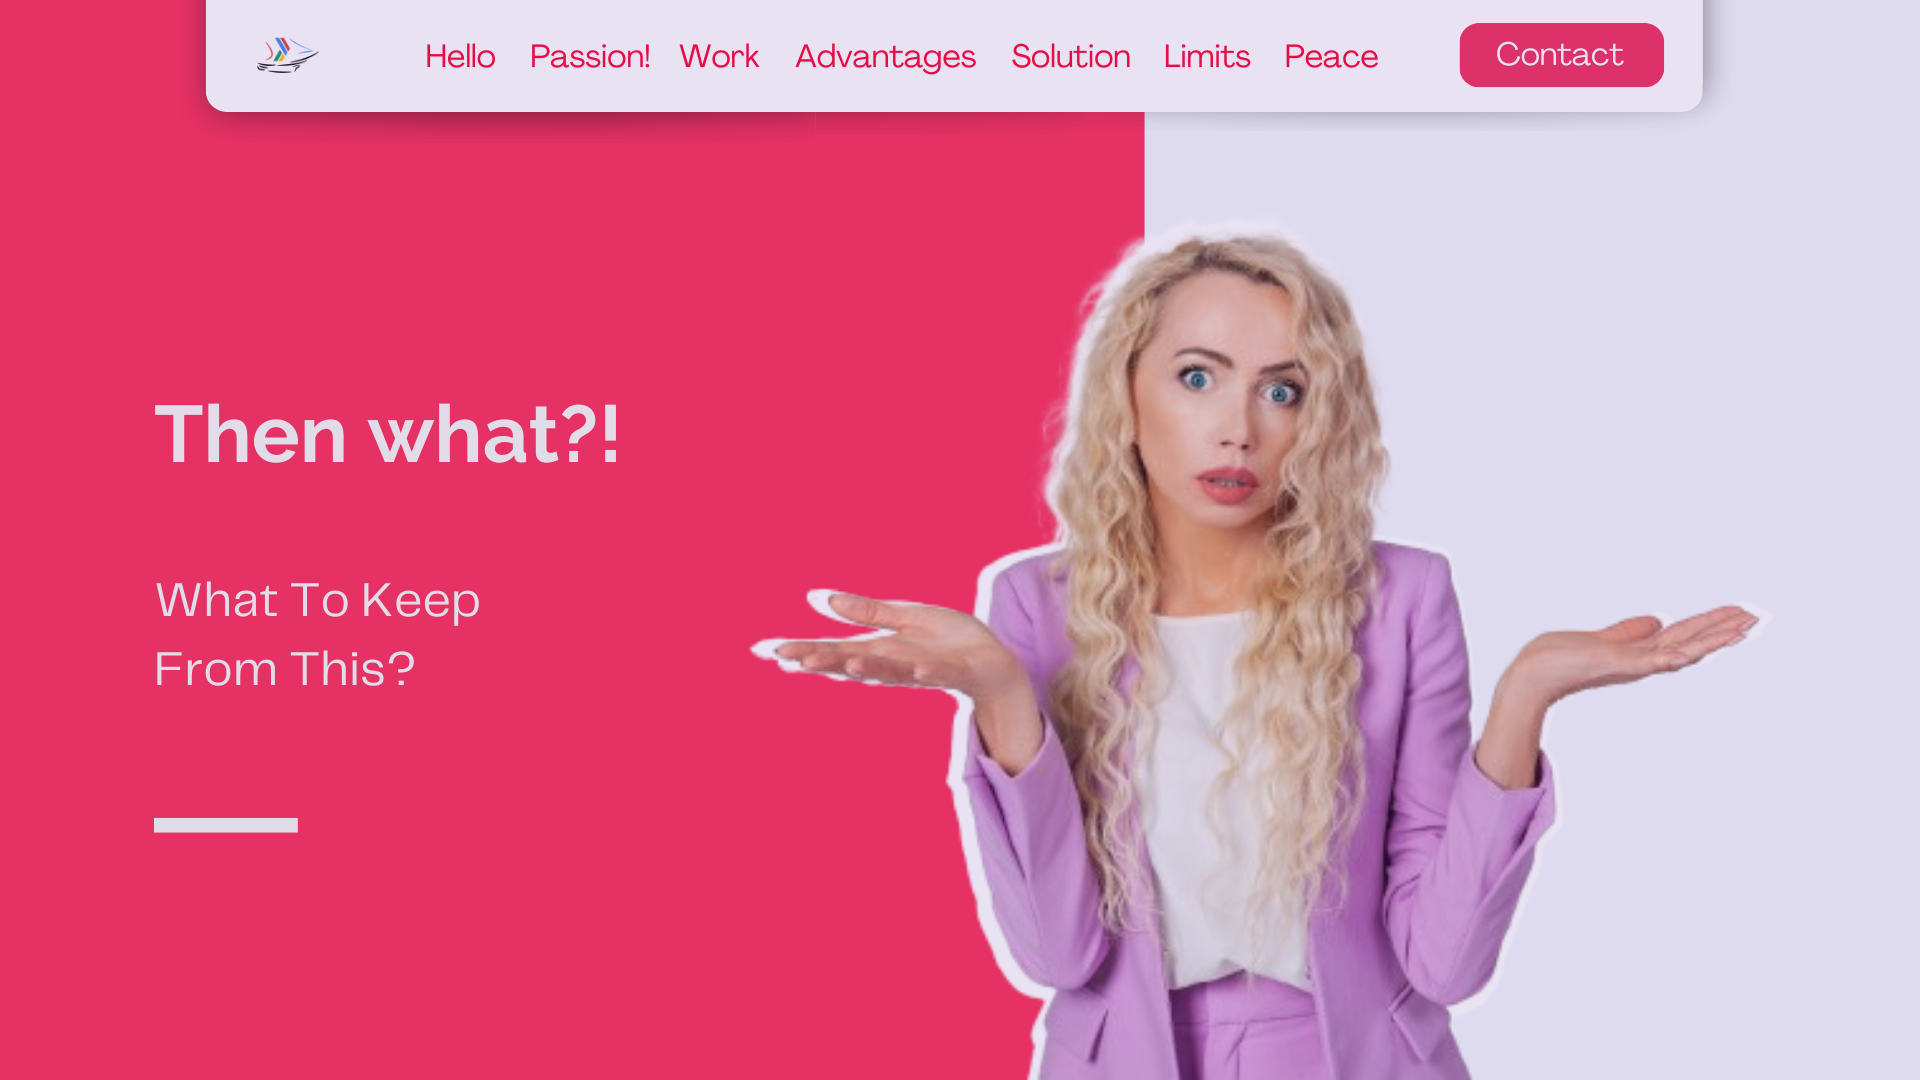 Hello Passion! Work Advantages Solution Limits Peace Contact
Then what?!
What To Keep
From This?